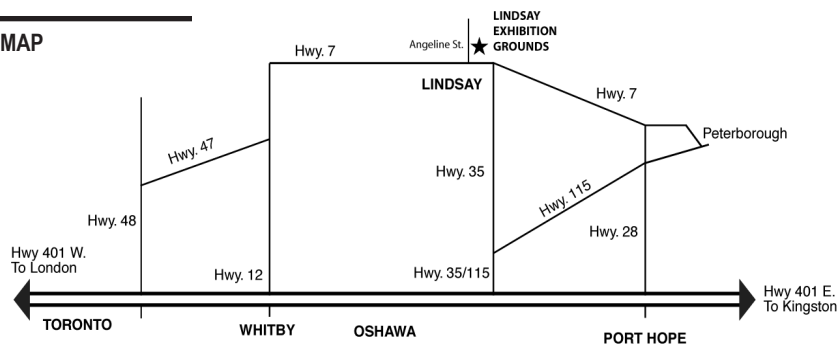 MAP
LINDSAY
EXHIBITION
GROUNDS
Angeline St.
Hwy. 7
LINDSAY
Hwy. 7
Peterborough
Hwy. 47
Hwy. 35
Hwy. 115
Hwy. 48
Hwy. 28
Hwy 401 W.
To London
Hwy. 12
Hwy. 35/115
Hwy 401 E.
To Kingston
TORONTO
WHITBY
OSHAWA
PORT HOPE